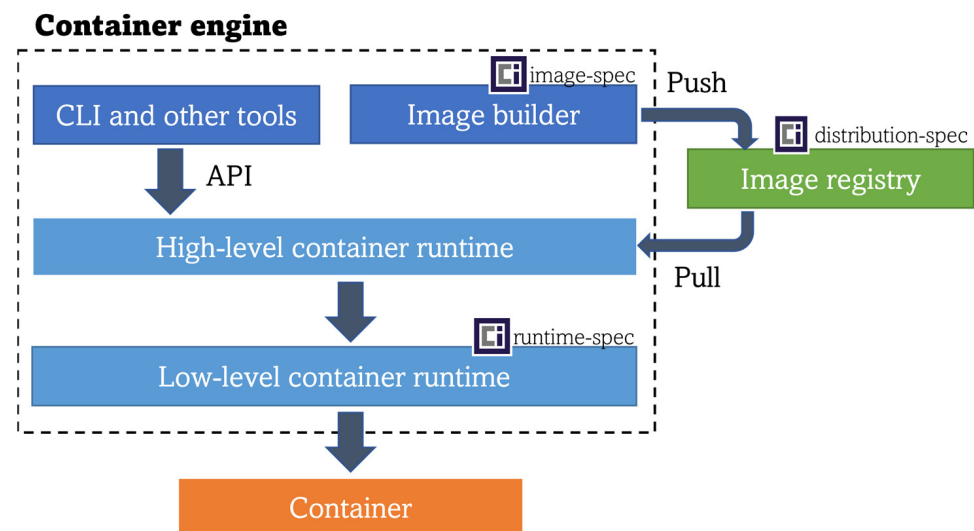 Container engine
image-spec
Push
CLI and other tools
Image builder
distribution-spec
API
Image registry
High-level container runtime
Pull
runtime-spec
Low-level container runtime
Container